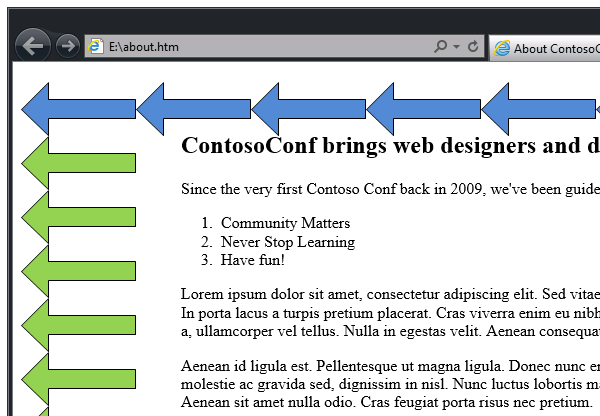 E:\about.htm
About ContosoC
ContosoConf brings web designers and d
Since the very first Contoso Conf back in 2009, we've been guide
1. Community Matters
2. Never Stop Learning
3. Have fun!
Lorem ipsum dolor sit amet, consectetur adipiscing elit. Sed vitae
In porta lacus a turpis pretium placerat. Cras viverra enim eu nibh
a, ullamcorper vel tellus. Nulla in egestas velit. Aenean consequa
Aenean id ligula est. Pellentesque ut magna ligula. Donec nunc er
molestie ac gravida sed, dignissim in nisl. Nunc luctus lobortis m
Aenean sit amet nulla odio. Cras feugiat porta risus nec pretium.